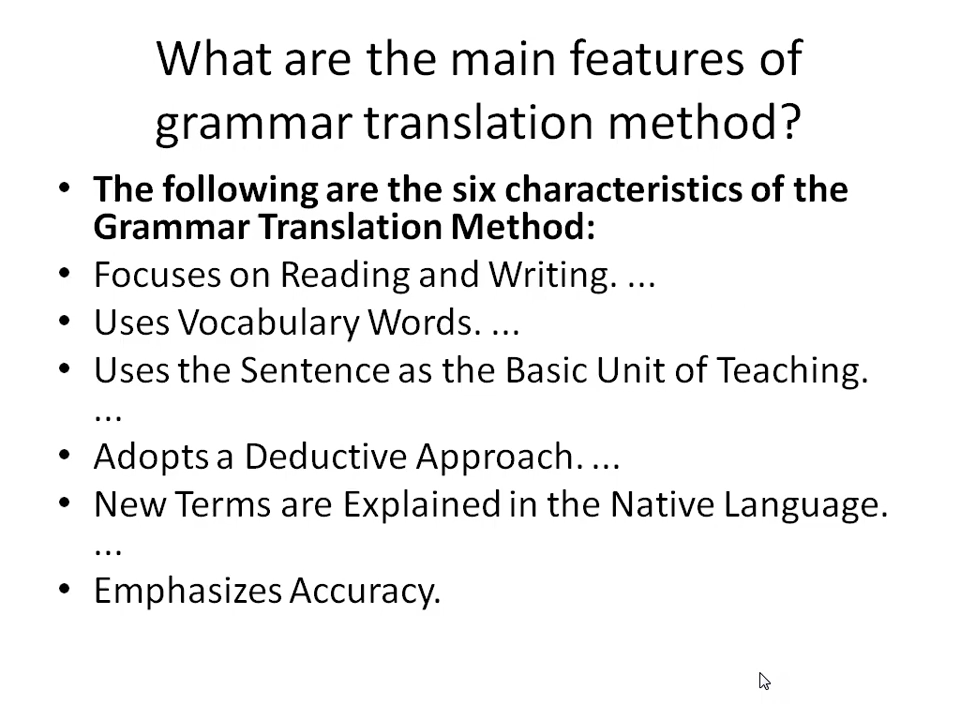 What are the main features of
grammar translation method?
• The following are the six characteristics of the
Grammar Translation Method:
• Focuses on Reading and Writing. ...
• Uses Vocabulary Words. ...
• Uses the Sentence as the Basic Unit of Teaching.
...
• Adopts a Deductive Approach. ...
• New Terms are Explained in the Native Language.
...
• Emphasizes Accuracy.